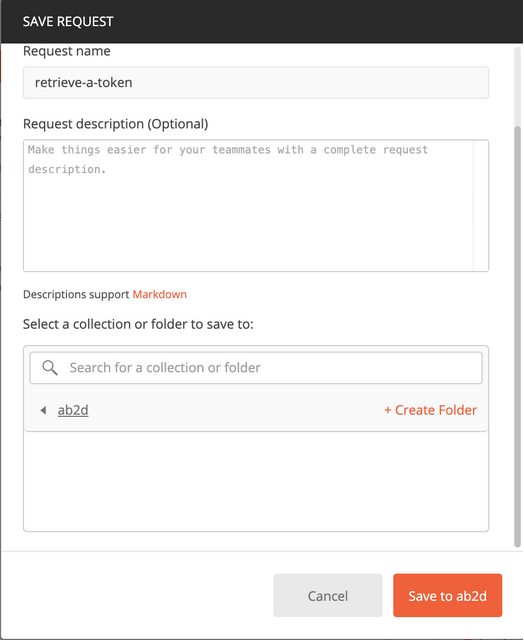 SAVE REQUEST
Request name
retrieve-a-token
Request description (Optional)
Make things easier for your teammates with a complete request
description.
Descriptions support Markdown
Select a collection or folder to save to:
Search for a collection or folder
ab2d + Create Folder
Cancel Save to ab2d